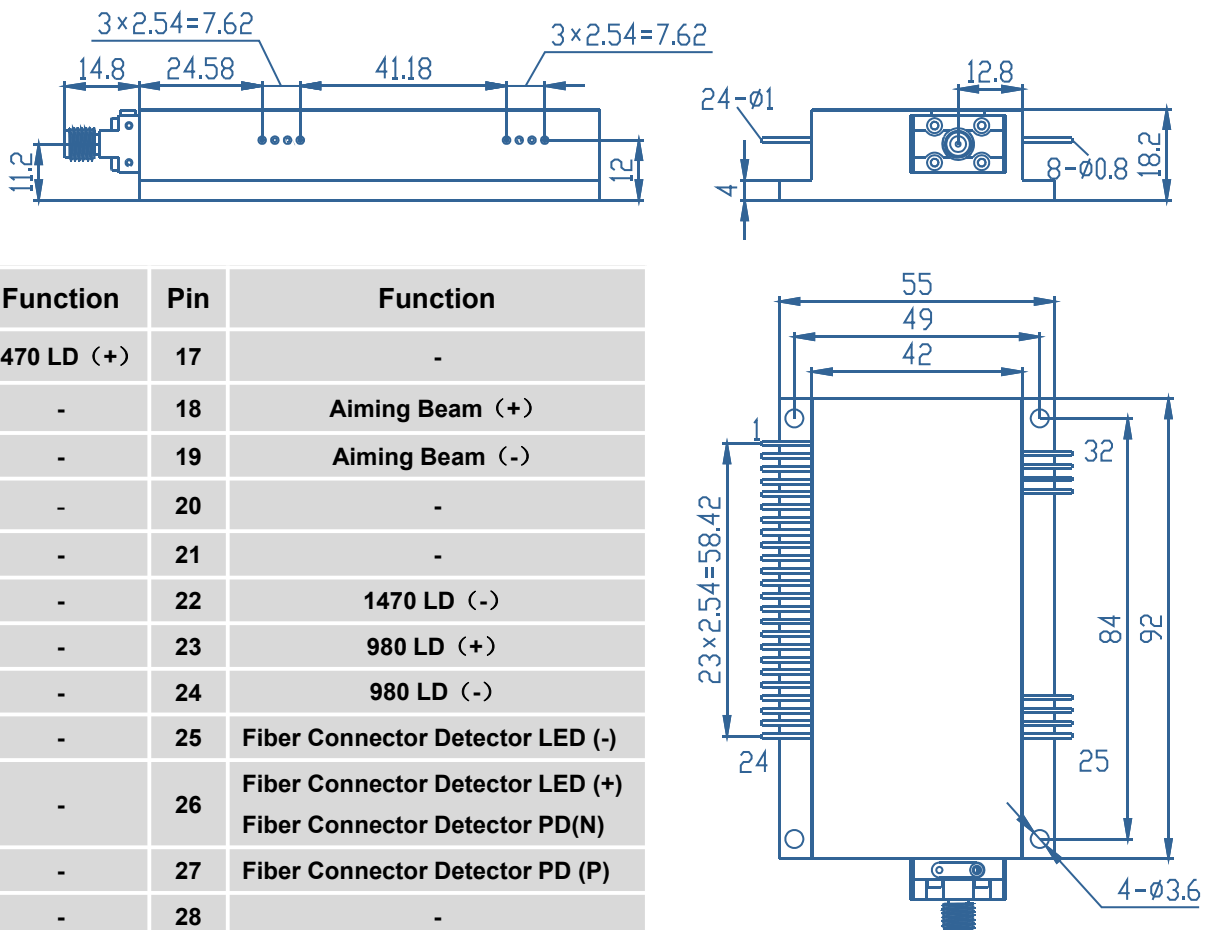 3×2.54=7.62
3×2.54=7.62
14.8
24.58
41.18
11.2
12
12.8
24-ø1
8-ø0.8
18.2
4
Function Pin Function
470 LD（+） 17 -
- 18 Aiming Beam（+）
- 19 Aiming Beam（-）
- 20 -
- 21 -
- 22 1470 LD（-）
- 23 980 LD（+）
- 24 980 LD（-）
- 25 Fiber Connector Detector LED (-)
- 26 Fiber Connector Detector LED (+)
Fiber Connector Detector PD(N)
- 27 Fiber Connector Detector PD (P)
- 28 -
55
49
42
1
32
23×2.54=58.42
84
92
24
25
4-ø3.6